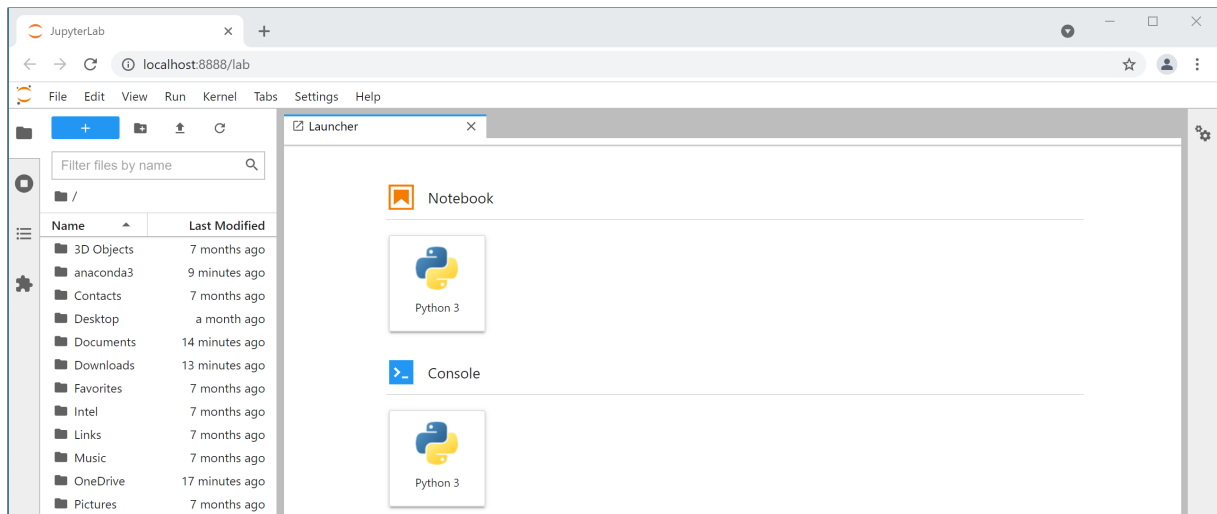 JupyterLab
localhost:8888/lab
File Edit View Run Kernel Tabs Settings Help
Launcher
Filter files by name
/
Name Last Modified
3D Objects 7 months ago
anaconda3 9 minutes ago
Contacts 7 months ago
Desktop a month ago
Documents 14 minutes ago
Downloads 13 minutes ago
Favorites 7 months ago
Intel 7 months ago
Links 7 months ago
Music 7 months ago
OneDrive 17 minutes ago
Pictures 7 months ago
Notebook
Python 3
Console
Python 3